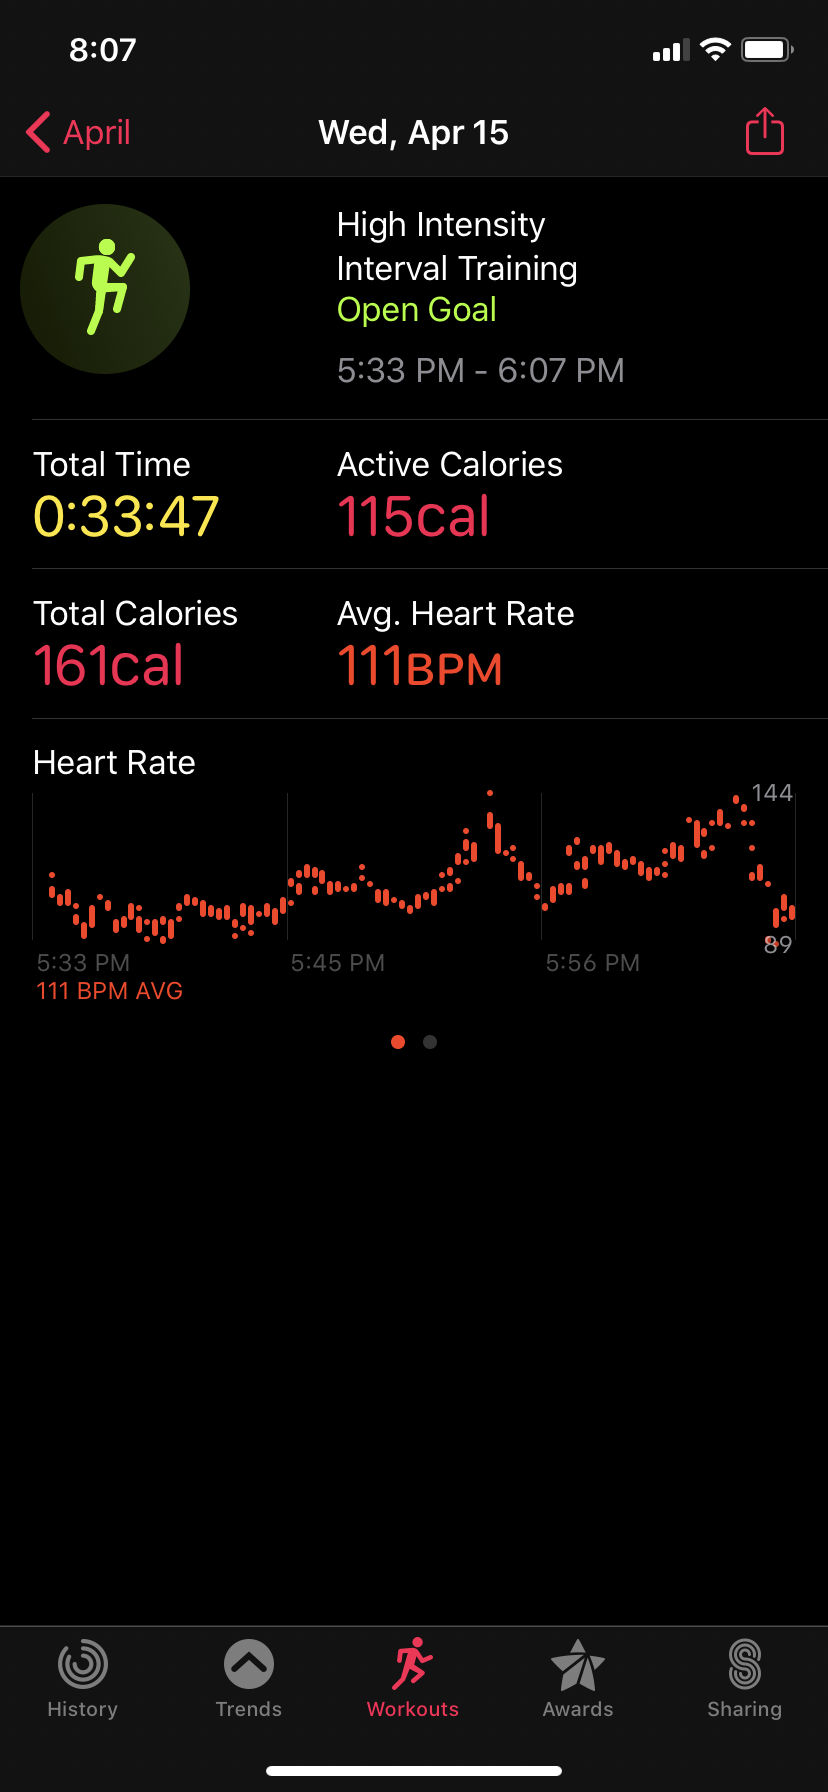 8:07
April
Wed, Apr 15
High Intensity
Interval Training
Open Goal
5:33 PM - 6:07 PM
Total Time
0:33:47
Active Calories
115cal
Total Calories
161cal
Avg. Heart Rate
111BPM
Heart Rate
144
89
5:33 PM
5:45 PM
5:56 PM
111 BPM AVG
History
Trends
Workouts
Awards
Sharing